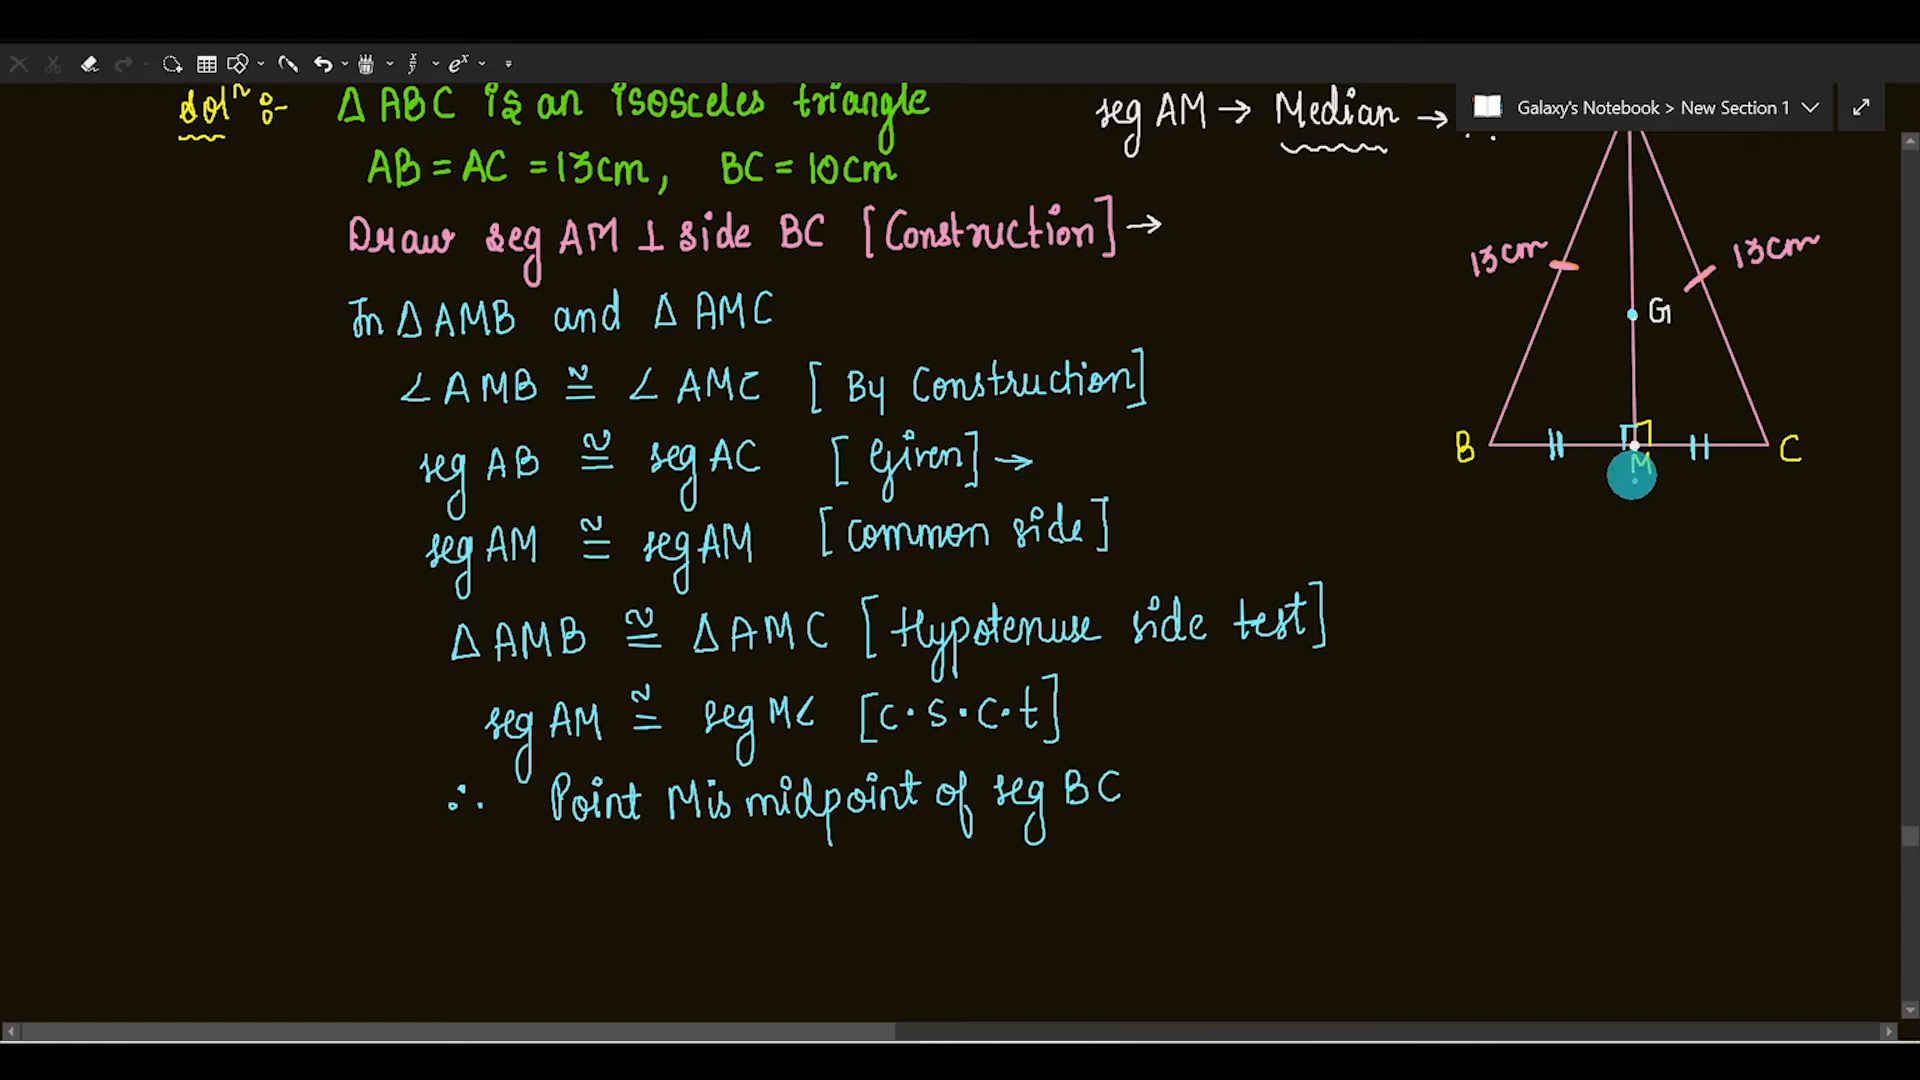 Galaxy's Notebook > New Section 1
Solⁿ :- Δ ABC is an isosceles triangle
AB = AC = 13cm, BC = 10cm
Draw seg AM ⊥ side BC [Construction] →
In Δ AMB and Δ AMC
∠AMB ≅ ∠AMC [By Construction]
seg AB ≅ seg AC [Given] →
seg AM ≅ seg AM [Common side]
Δ AMB ≅ Δ AMC [Hypotenuse side test]
seg AM ≅ seg MC [c.s.c.t]
∴ Point M is midpoint of seg BC
seg AM → Median → ∴
13cm
13cm
G
B
M
C